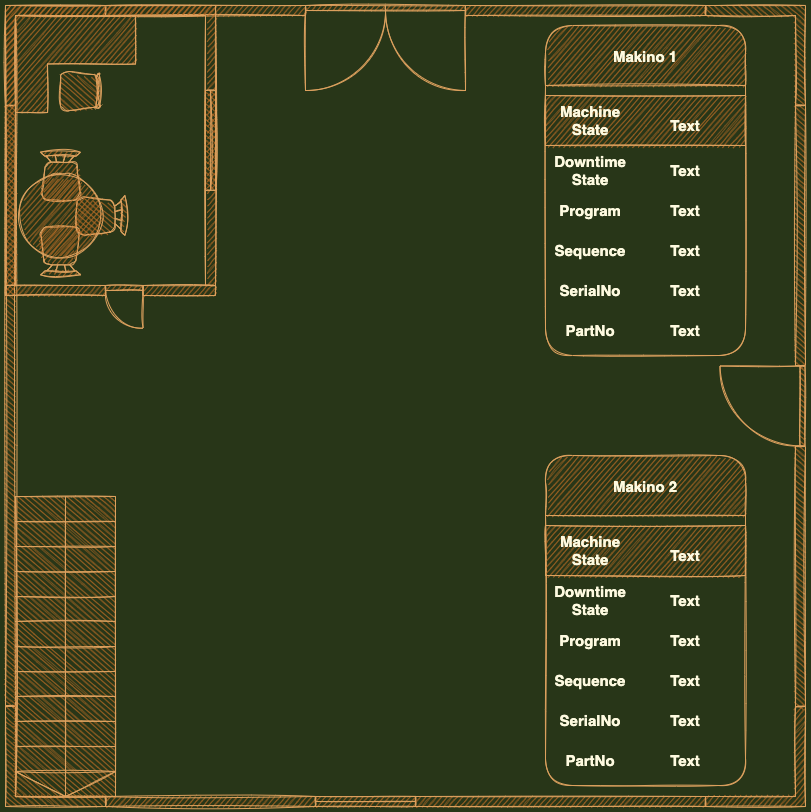 Makino 1
Machine
State Text
Downtime
State Text
Program Text
Sequence Text
SerialNo Text
PartNo Text
Makino 2
Machine
State Text
Downtime
State Text
Program Text
Sequence Text
SerialNo Text
PartNo Text